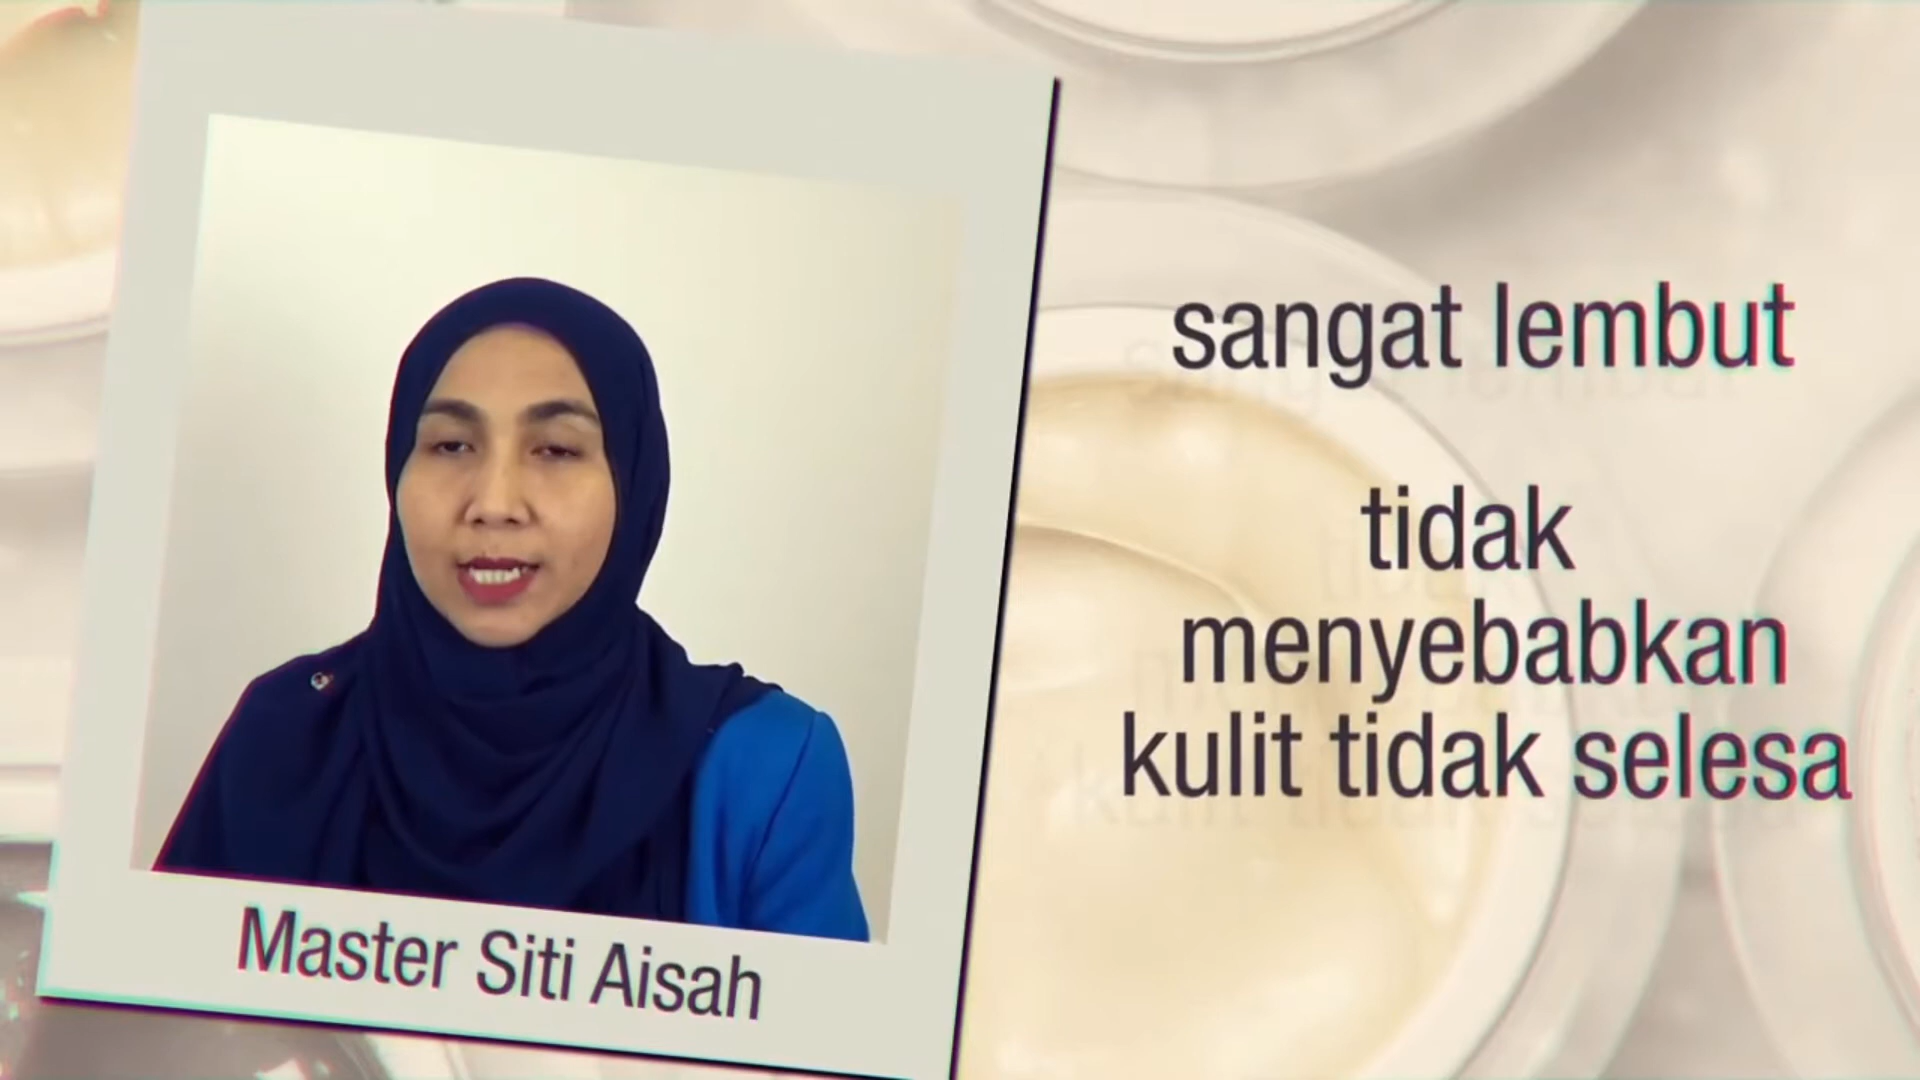 sangat lembut
tidak
menyebabkan
kulit tidak selesa
Master Siti Aisah